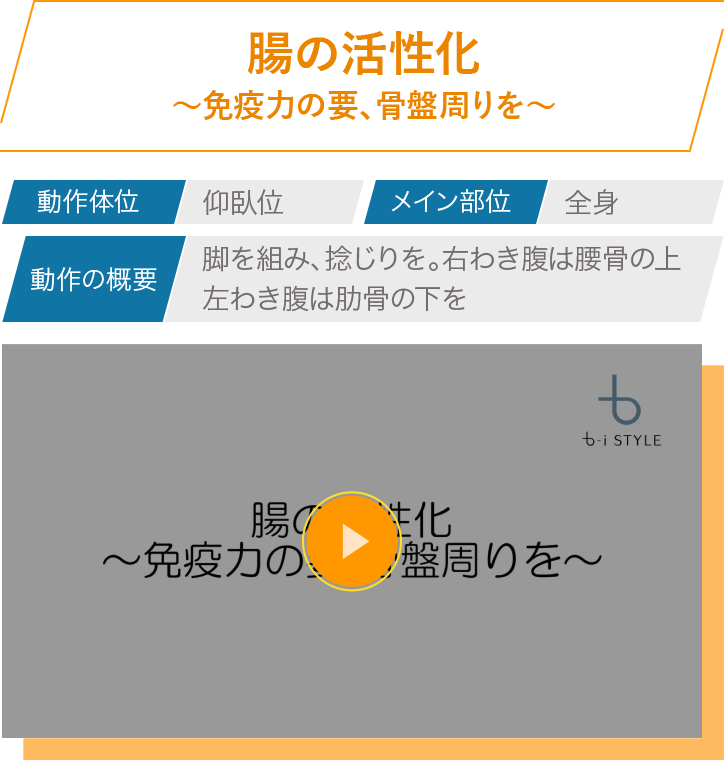 腸の活性化
～免疫力の要、骨盤周りを～
動作体位 仰臥位 メイン部位 全身
動作の概要
脚を組み、捻じりを。右わき腹は腰骨の上
左わき腹は肋骨の下を
b-i STYLE
腸の 性化
～免疫力の 盤周りを～